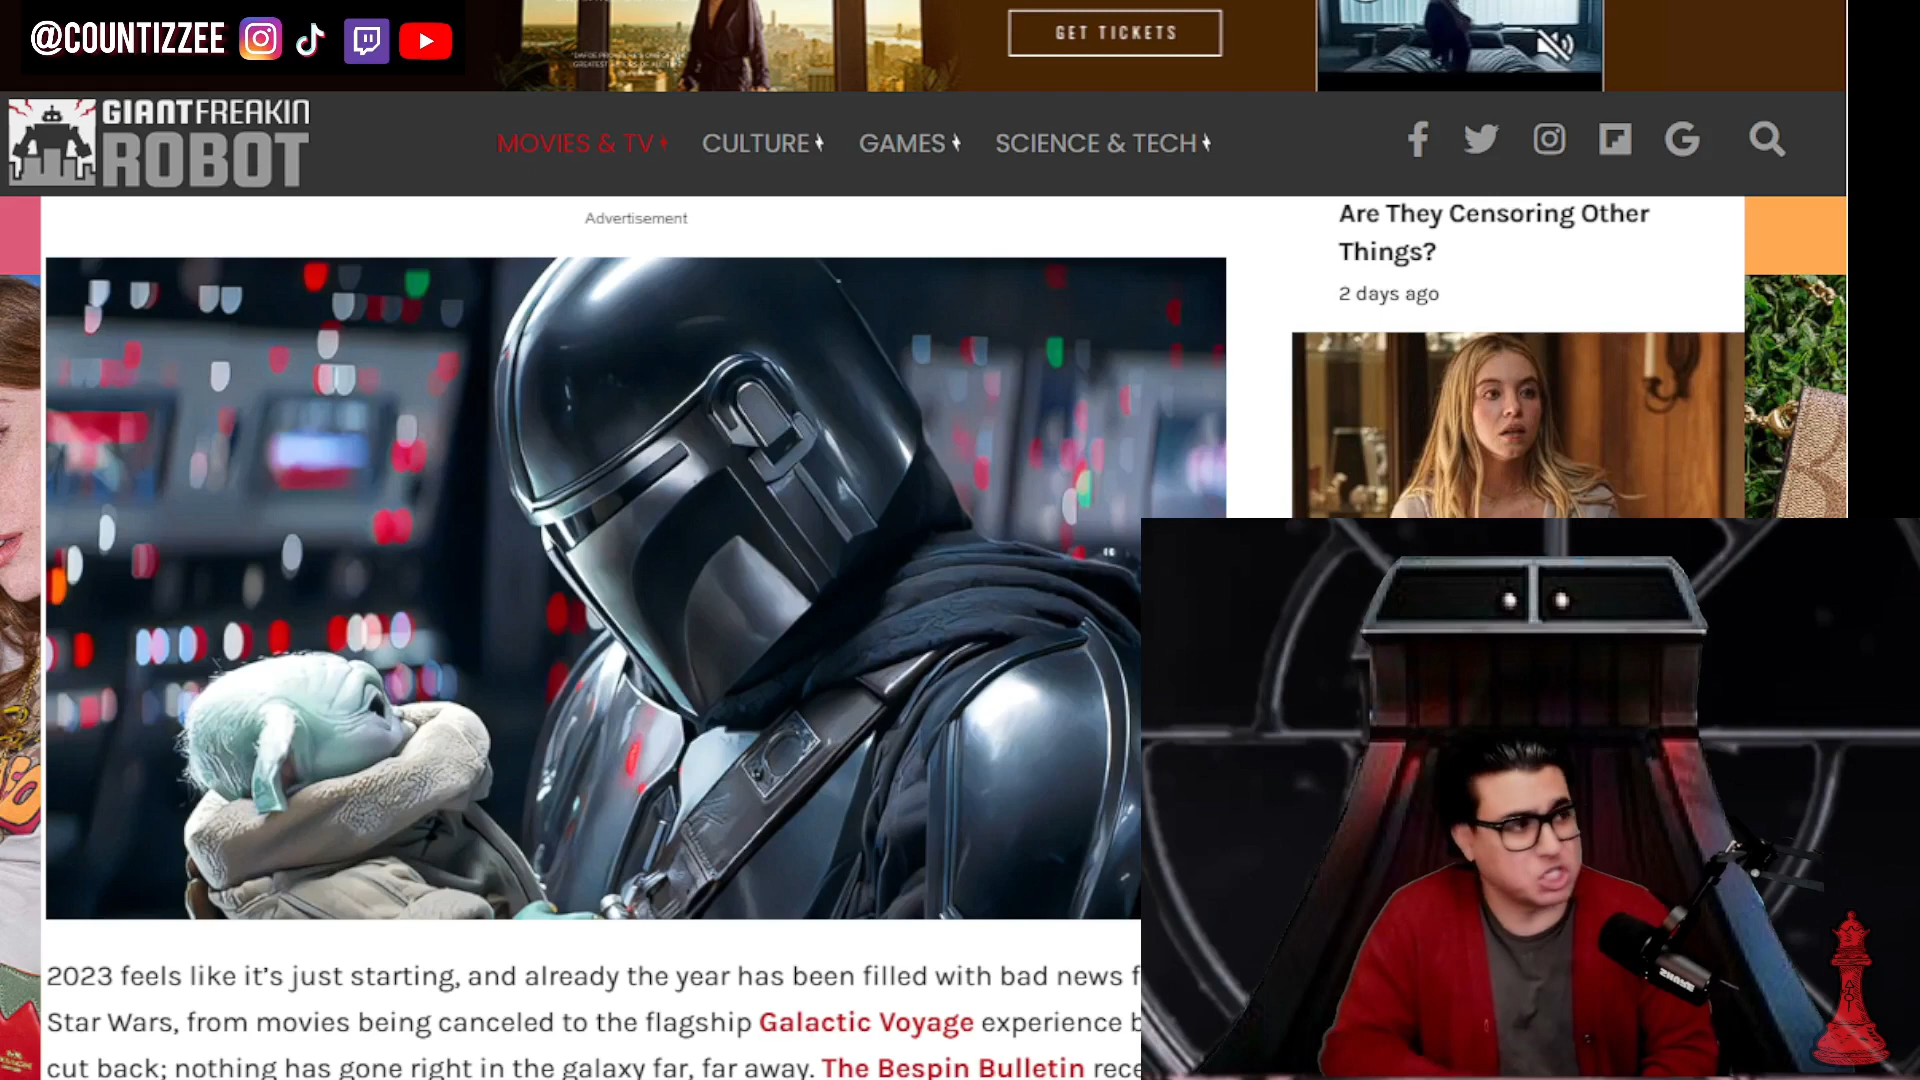 @COUNTIZZEE
GET TICKETS
GIANTFREAKIN
ROBOT
MOVIES & TV
CULTURE
GAMES
SCIENCE & TECH
Advertisement
Are They Censoring Other
Things?
2 days ago
2023 feels like it's just starting, and already the year has been filled with bad news f
Star Wars, from movies being canceled to the flagship Galactic Voyage experience b
cut back; nothing has gone right in the galaxy far, far away. The Bespin Bulletin rece